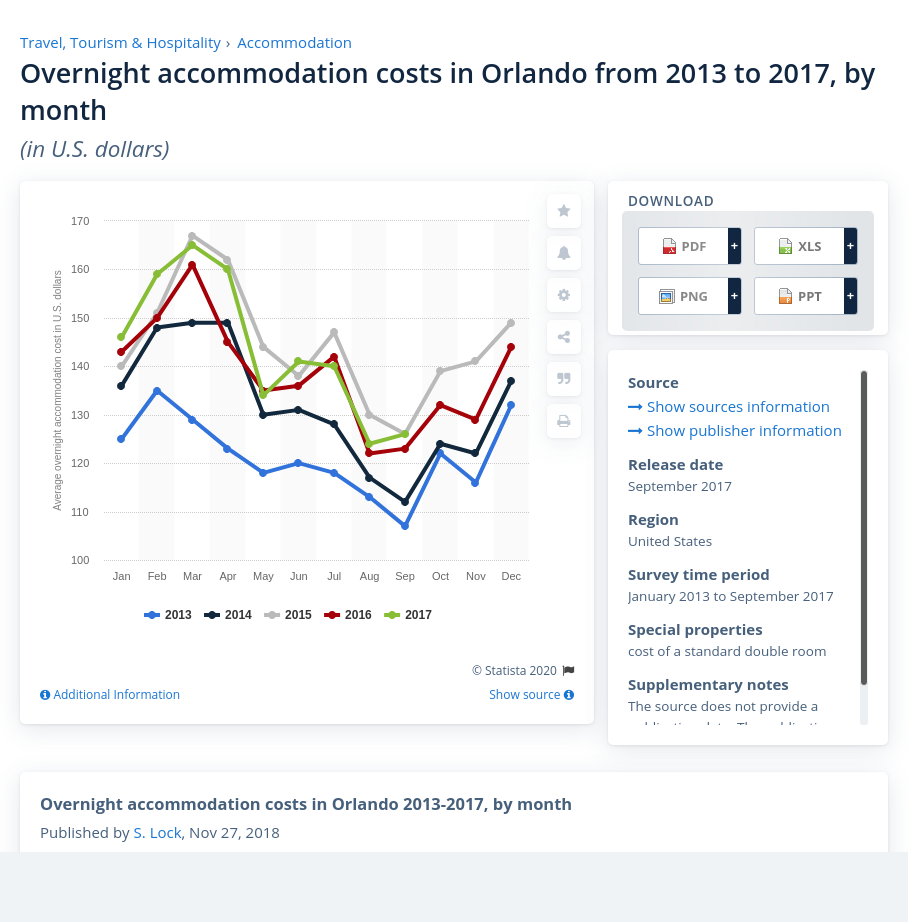 Travel, Tourism & Hospitality › Accommodation
Overnight accommodation costs in Orlando from 2013 to 2017, by
month
(in U.S. dollars)
Average overnight accommodation cost in U.S. dollars
170
160
150
140
130
120
110
100
Jan Feb Mar Apr May Jun Jul Aug Sep Oct Nov Dec
2013 2014 2015 2016 2017
© Statista 2020
Additional Information
Show source
DOWNLOAD
PDF + XLS +
PNG + PPT +
Source
Show sources information
Show publisher information
Release date
September 2017
Region
United States
Survey time period
January 2013 to September 2017
Special properties
cost of a standard double room
Supplementary notes
The source does not provide a
Overnight accommodation costs in Orlando 2013-2017, by month
Published by S. Lock, Nov 27, 2018